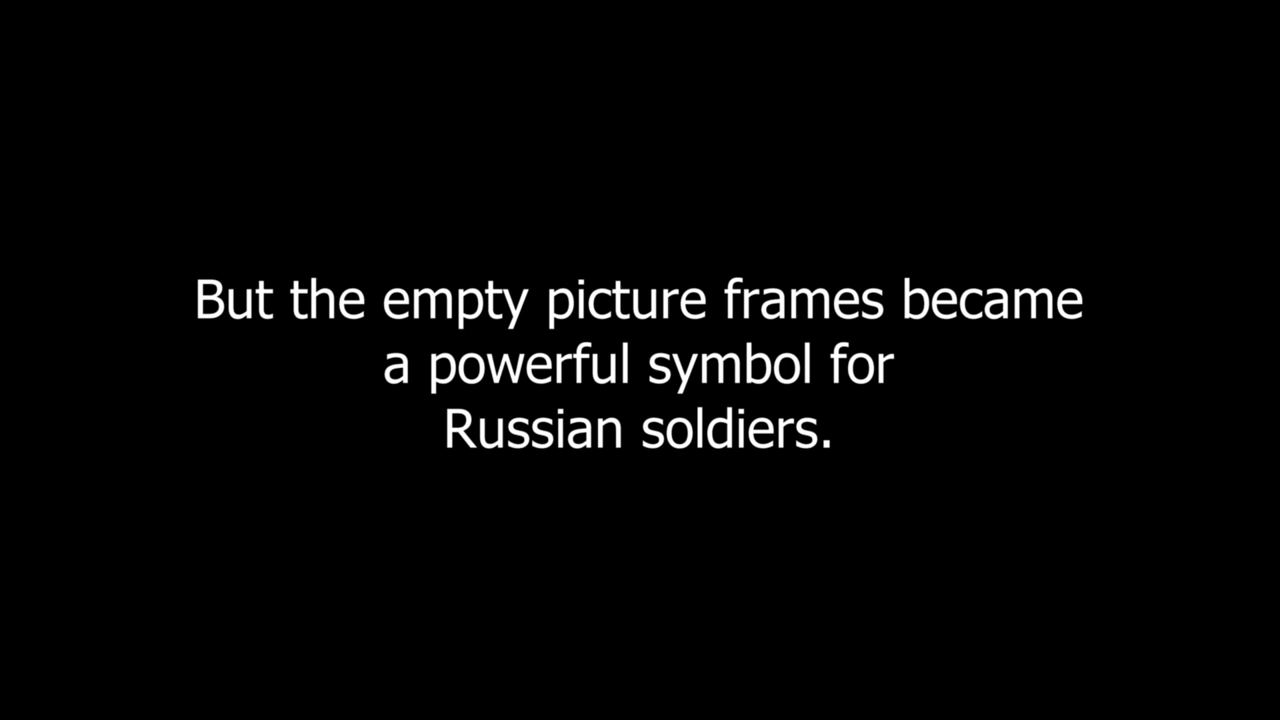 But the empty picture frames became
a powerful symbol for
Russian soldiers.